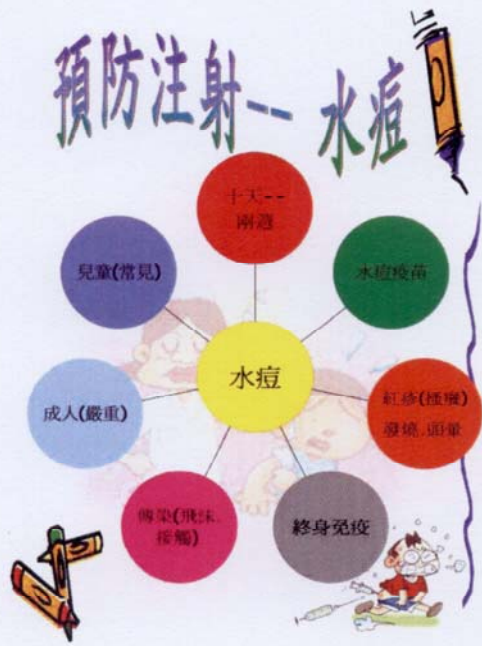 預防注射-- 水痘
十天--
兩週
水痘疫苗
紅疹(搔癢)
發燒.頭暈
終身免疫
傳染(飛沫.
接觸)
成人(嚴重)
兒童(常見)
水痘